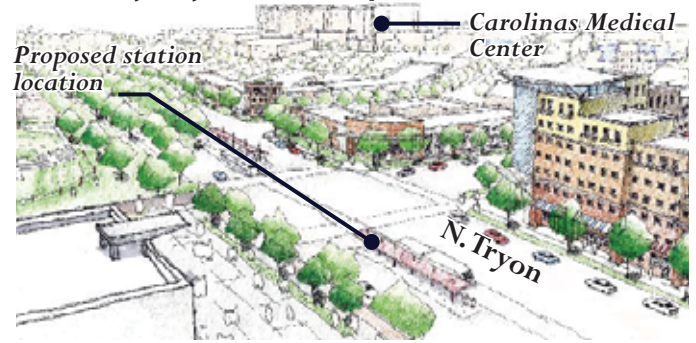 Carolinas Medical
Center
Proposed station
location
N. Tryon